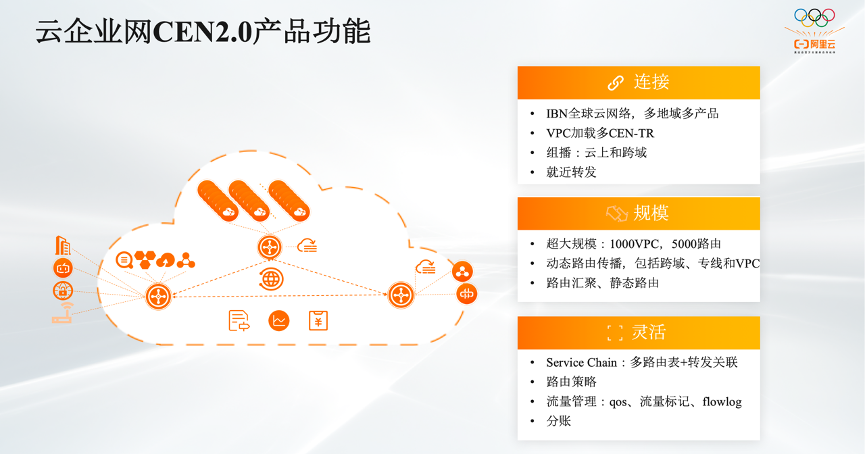 云企业网CEN2.0产品功能
阿里云
连接
• IBN全球云网络，多地域多产品
• VPC加载多CEN-TR
• 组播：云上和跨域
• 就近转发
规模
• 超大规模：1000VPC，5000路由
• 动态路由传播，包括跨域、专线和VPC
• 路由汇聚、静态路由
灵活
• Service Chain：多路由表+转发关联
• 路由策略
• 流量管理：qos、流量标记、flowlog
• 分账